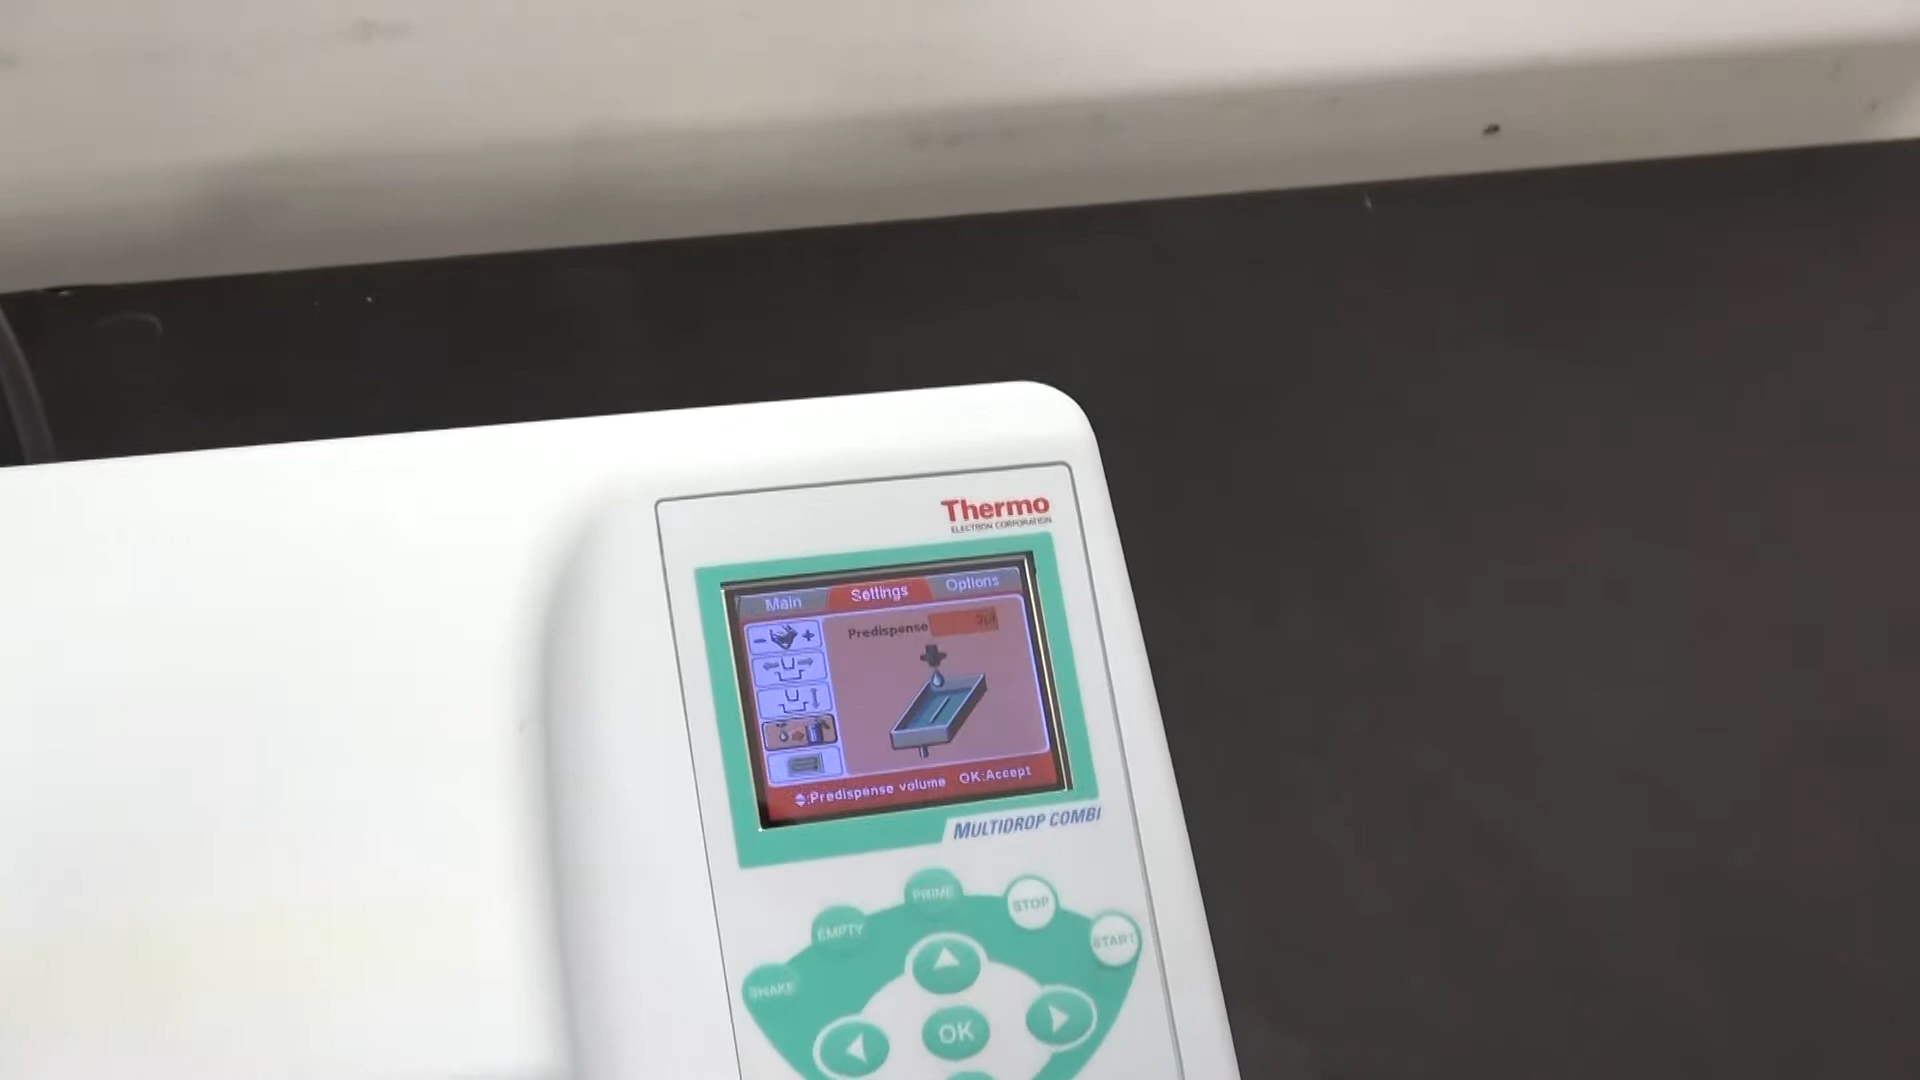 Thermo
ELECTRON CORPORATION
Main Settings Options
Predispense
:Predispense volume OK:Accept
MULTIDROP COMBI
PRIME
STOP
EMPTY
START
SHAKE
OK